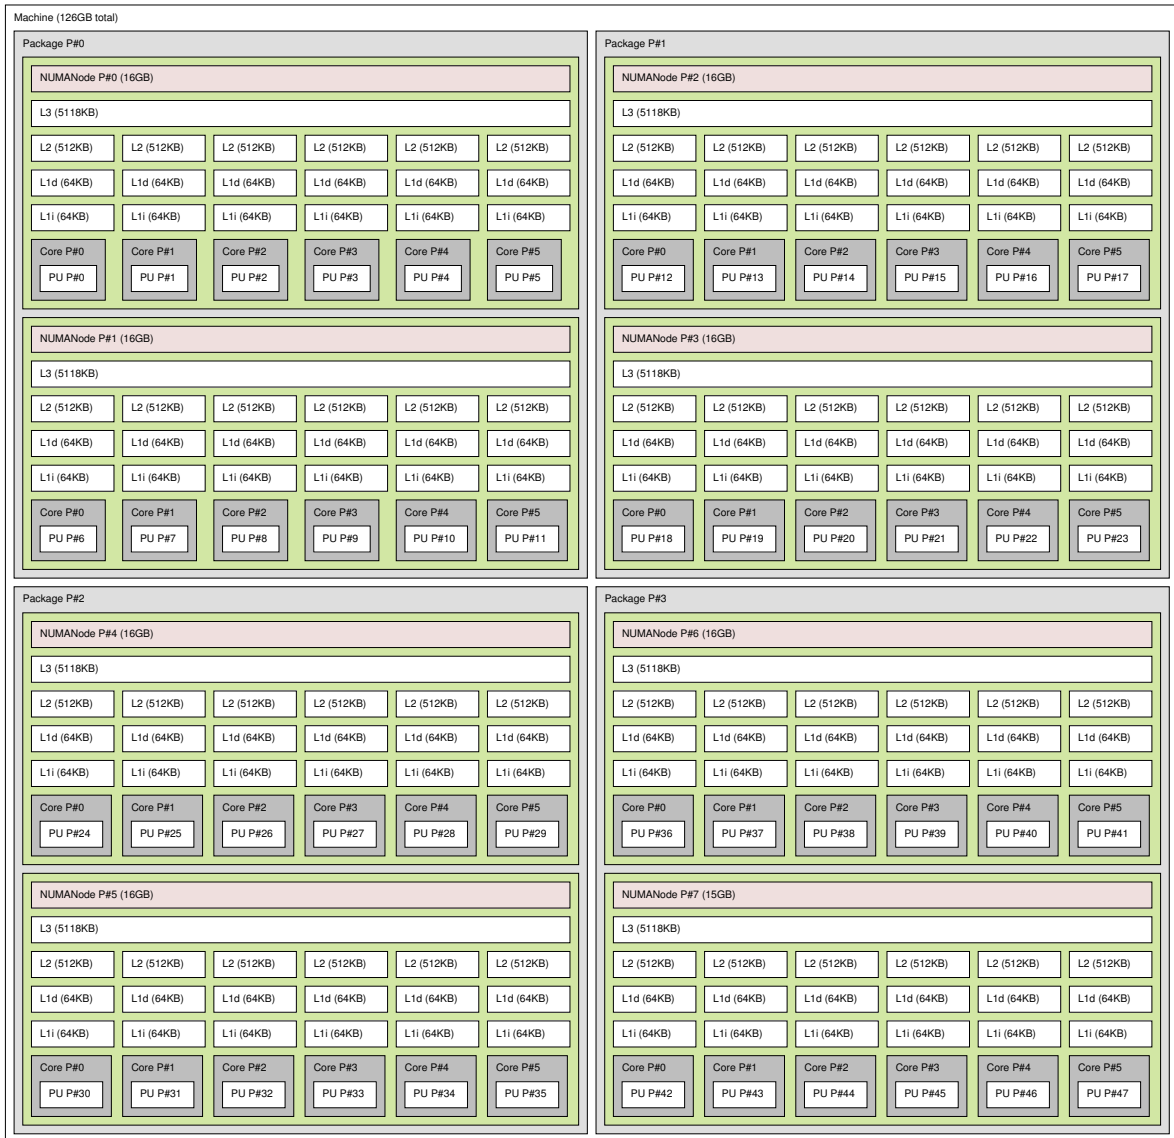 Machine (126GB total)
Package P#0
NUMANode P#0 (16GB)
L3 (5118KB)
L2 (512KB) L2 (512KB) L2 (512KB) L2 (512KB) L2 (512KB) L2 (512KB)
L1d (64KB) L1d (64KB) L1d (64KB) L1d (64KB) L1d (64KB) L1d (64KB)
L1i (64KB) L1i (64KB) L1i (64KB) L1i (64KB) L1i (64KB) L1i (64KB)
Core P#0 Core P#1 Core P#2 Core P#3 Core P#4 Core P#5
PU P#0 PU P#1 PU P#2 PU P#3 PU P#4 PU P#5
NUMANode P#1 (16GB)
L3 (5118KB)
L2 (512KB) L2 (512KB) L2 (512KB) L2 (512KB) L2 (512KB) L2 (512KB)
L1d (64KB) L1d (64KB) L1d (64KB) L1d (64KB) L1d (64KB) L1d (64KB)
L1i (64KB) L1i (64KB) L1i (64KB) L1i (64KB) L1i (64KB) L1i (64KB)
Core P#0 Core P#1 Core P#2 Core P#3 Core P#4 Core P#5
PU P#6 PU P#7 PU P#8 PU P#9 PU P#10 PU P#11
Package P#1
NUMANode P#2 (16GB)
L3 (5118KB)
L2 (512KB) L2 (512KB) L2 (512KB) L2 (512KB) L2 (512KB) L2 (512KB)
L1d (64KB) L1d (64KB) L1d (64KB) L1d (64KB) L1d (64KB) L1d (64KB)
L1i (64KB) L1i (64KB) L1i (64KB) L1i (64KB) L1i (64KB) L1i (64KB)
Core P#0 Core P#1 Core P#2 Core P#3 Core P#4 Core P#5
PU P#12 PU P#13 PU P#14 PU P#15 PU P#16 PU P#17
NUMANode P#3 (16GB)
L3 (5118KB)
L2 (512KB) L2 (512KB) L2 (512KB) L2 (512KB) L2 (512KB) L2 (512KB)
L1d (64KB) L1d (64KB) L1d (64KB) L1d (64KB) L1d (64KB) L1d (64KB)
L1i (64KB) L1i (64KB) L1i (64KB) L1i (64KB) L1i (64KB) L1i (64KB)
Core P#0 Core P#1 Core P#2 Core P#3 Core P#4 Core P#5
PU P#18 PU P#19 PU P#20 PU P#21 PU P#22 PU P#23
Package P#2
NUMANode P#4 (16GB)
L3 (5118KB)
L2 (512KB) L2 (512KB) L2 (512KB) L2 (512KB) L2 (512KB) L2 (512KB)
L1d (64KB) L1d (64KB) L1d (64KB) L1d (64KB) L1d (64KB) L1d (64KB)
L1i (64KB) L1i (64KB) L1i (64KB) L1i (64KB) L1i (64KB) L1i (64KB)
Core P#0 Core P#1 Core P#2 Core P#3 Core P#4 Core P#5
PU P#24 PU P#25 PU P#26 PU P#27 PU P#28 PU P#29
NUMANode P#5 (16GB)
L3 (5118KB)
L2 (512KB) L2 (512KB) L2 (512KB) L2 (512KB) L2 (512KB) L2 (512KB)
L1d (64KB) L1d (64KB) L1d (64KB) L1d (64KB) L1d (64KB) L1d (64KB)
L1i (64KB) L1i (64KB) L1i (64KB) L1i (64KB) L1i (64KB) L1i (64KB)
Core P#0 Core P#1 Core P#2 Core P#3 Core P#4 Core P#5
PU P#30 PU P#31 PU P#32 PU P#33 PU P#34 PU P#35
Package P#3
NUMANode P#6 (16GB)
L3 (5118KB)
L2 (512KB) L2 (512KB) L2 (512KB) L2 (512KB) L2 (512KB) L2 (512KB)
L1d (64KB) L1d (64KB) L1d (64KB) L1d (64KB) L1d (64KB) L1d (64KB)
L1i (64KB) L1i (64KB) L1i (64KB) L1i (64KB) L1i (64KB) L1i (64KB)
Core P#0 Core P#1 Core P#2 Core P#3 Core P#4 Core P#5
PU P#36 PU P#37 PU P#38 PU P#39 PU P#40 PU P#41
NUMANode P#7 (15GB)
L3 (5118KB)
L2 (512KB) L2 (512KB) L2 (512KB) L2 (512KB) L2 (512KB) L2 (512KB)
L1d (64KB) L1d (64KB) L1d (64KB) L1d (64KB) L1d (64KB) L1d (64KB)
L1i (64KB) L1i (64KB) L1i (64KB) L1i (64KB) L1i (64KB) L1i (64KB)
Core P#0 Core P#1 Core P#2 Core P#3 Core P#4 Core P#5
PU P#42 PU P#43 PU P#44 PU P#45 PU P#46 PU P#47